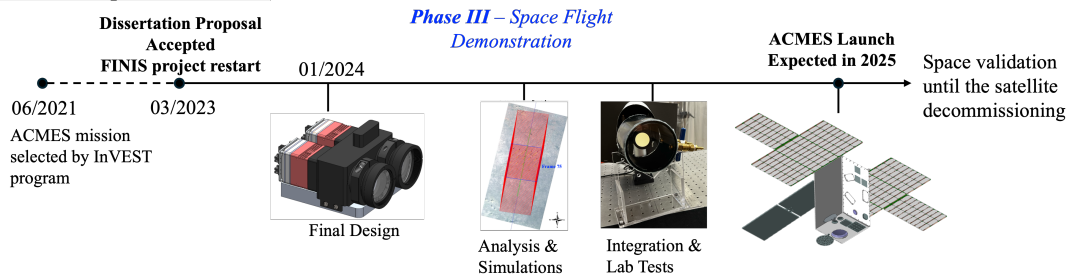 Phase III – Space Flight
Demonstration
Dissertation Proposal
Accepted
FINIS project restart
01/2024
ACMES Launch
Expected in 2025
Space validation
until the satellite
decommissioning
06/2021
03/2023
ACMES mission
selected by InVEST
program
Frame 75
Final Design
Analysis &
Simulations
Integration &
Lab Tests